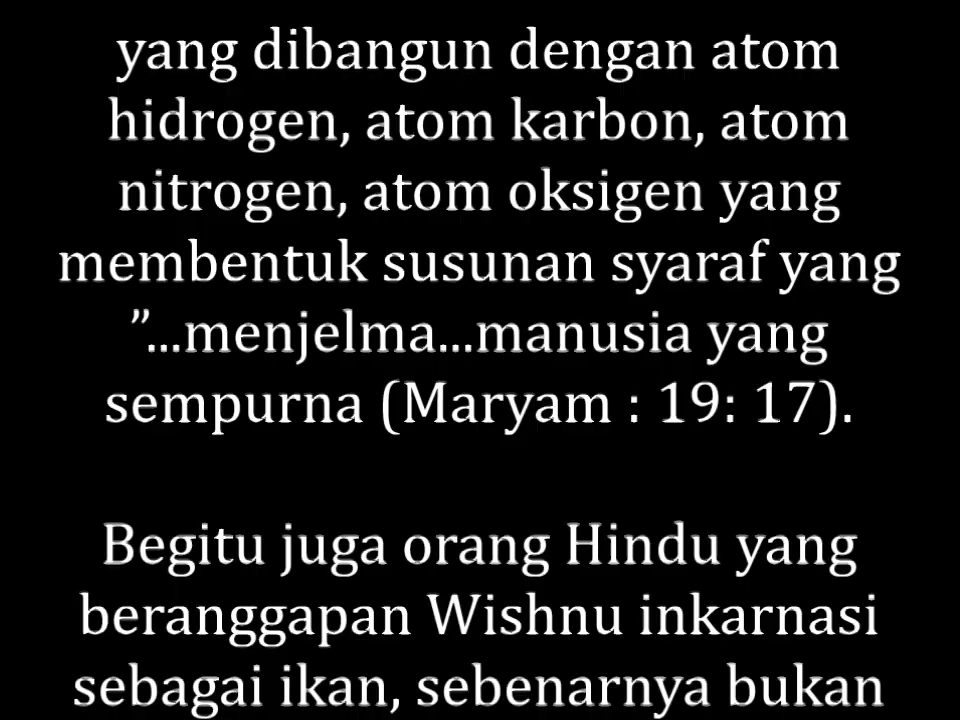 yang dibangun dengan atom
hidrogen, atom karbon, atom
nitrogen, atom oksigen yang
membentuk susunan syaraf yang
”...menjelma...manusia yang
sempurna (Maryam : 19: 17).
Begitu juga orang Hindu yang
beranggapan Wishnu inkarnasi
sebagai ikan, sebenarnya bukan